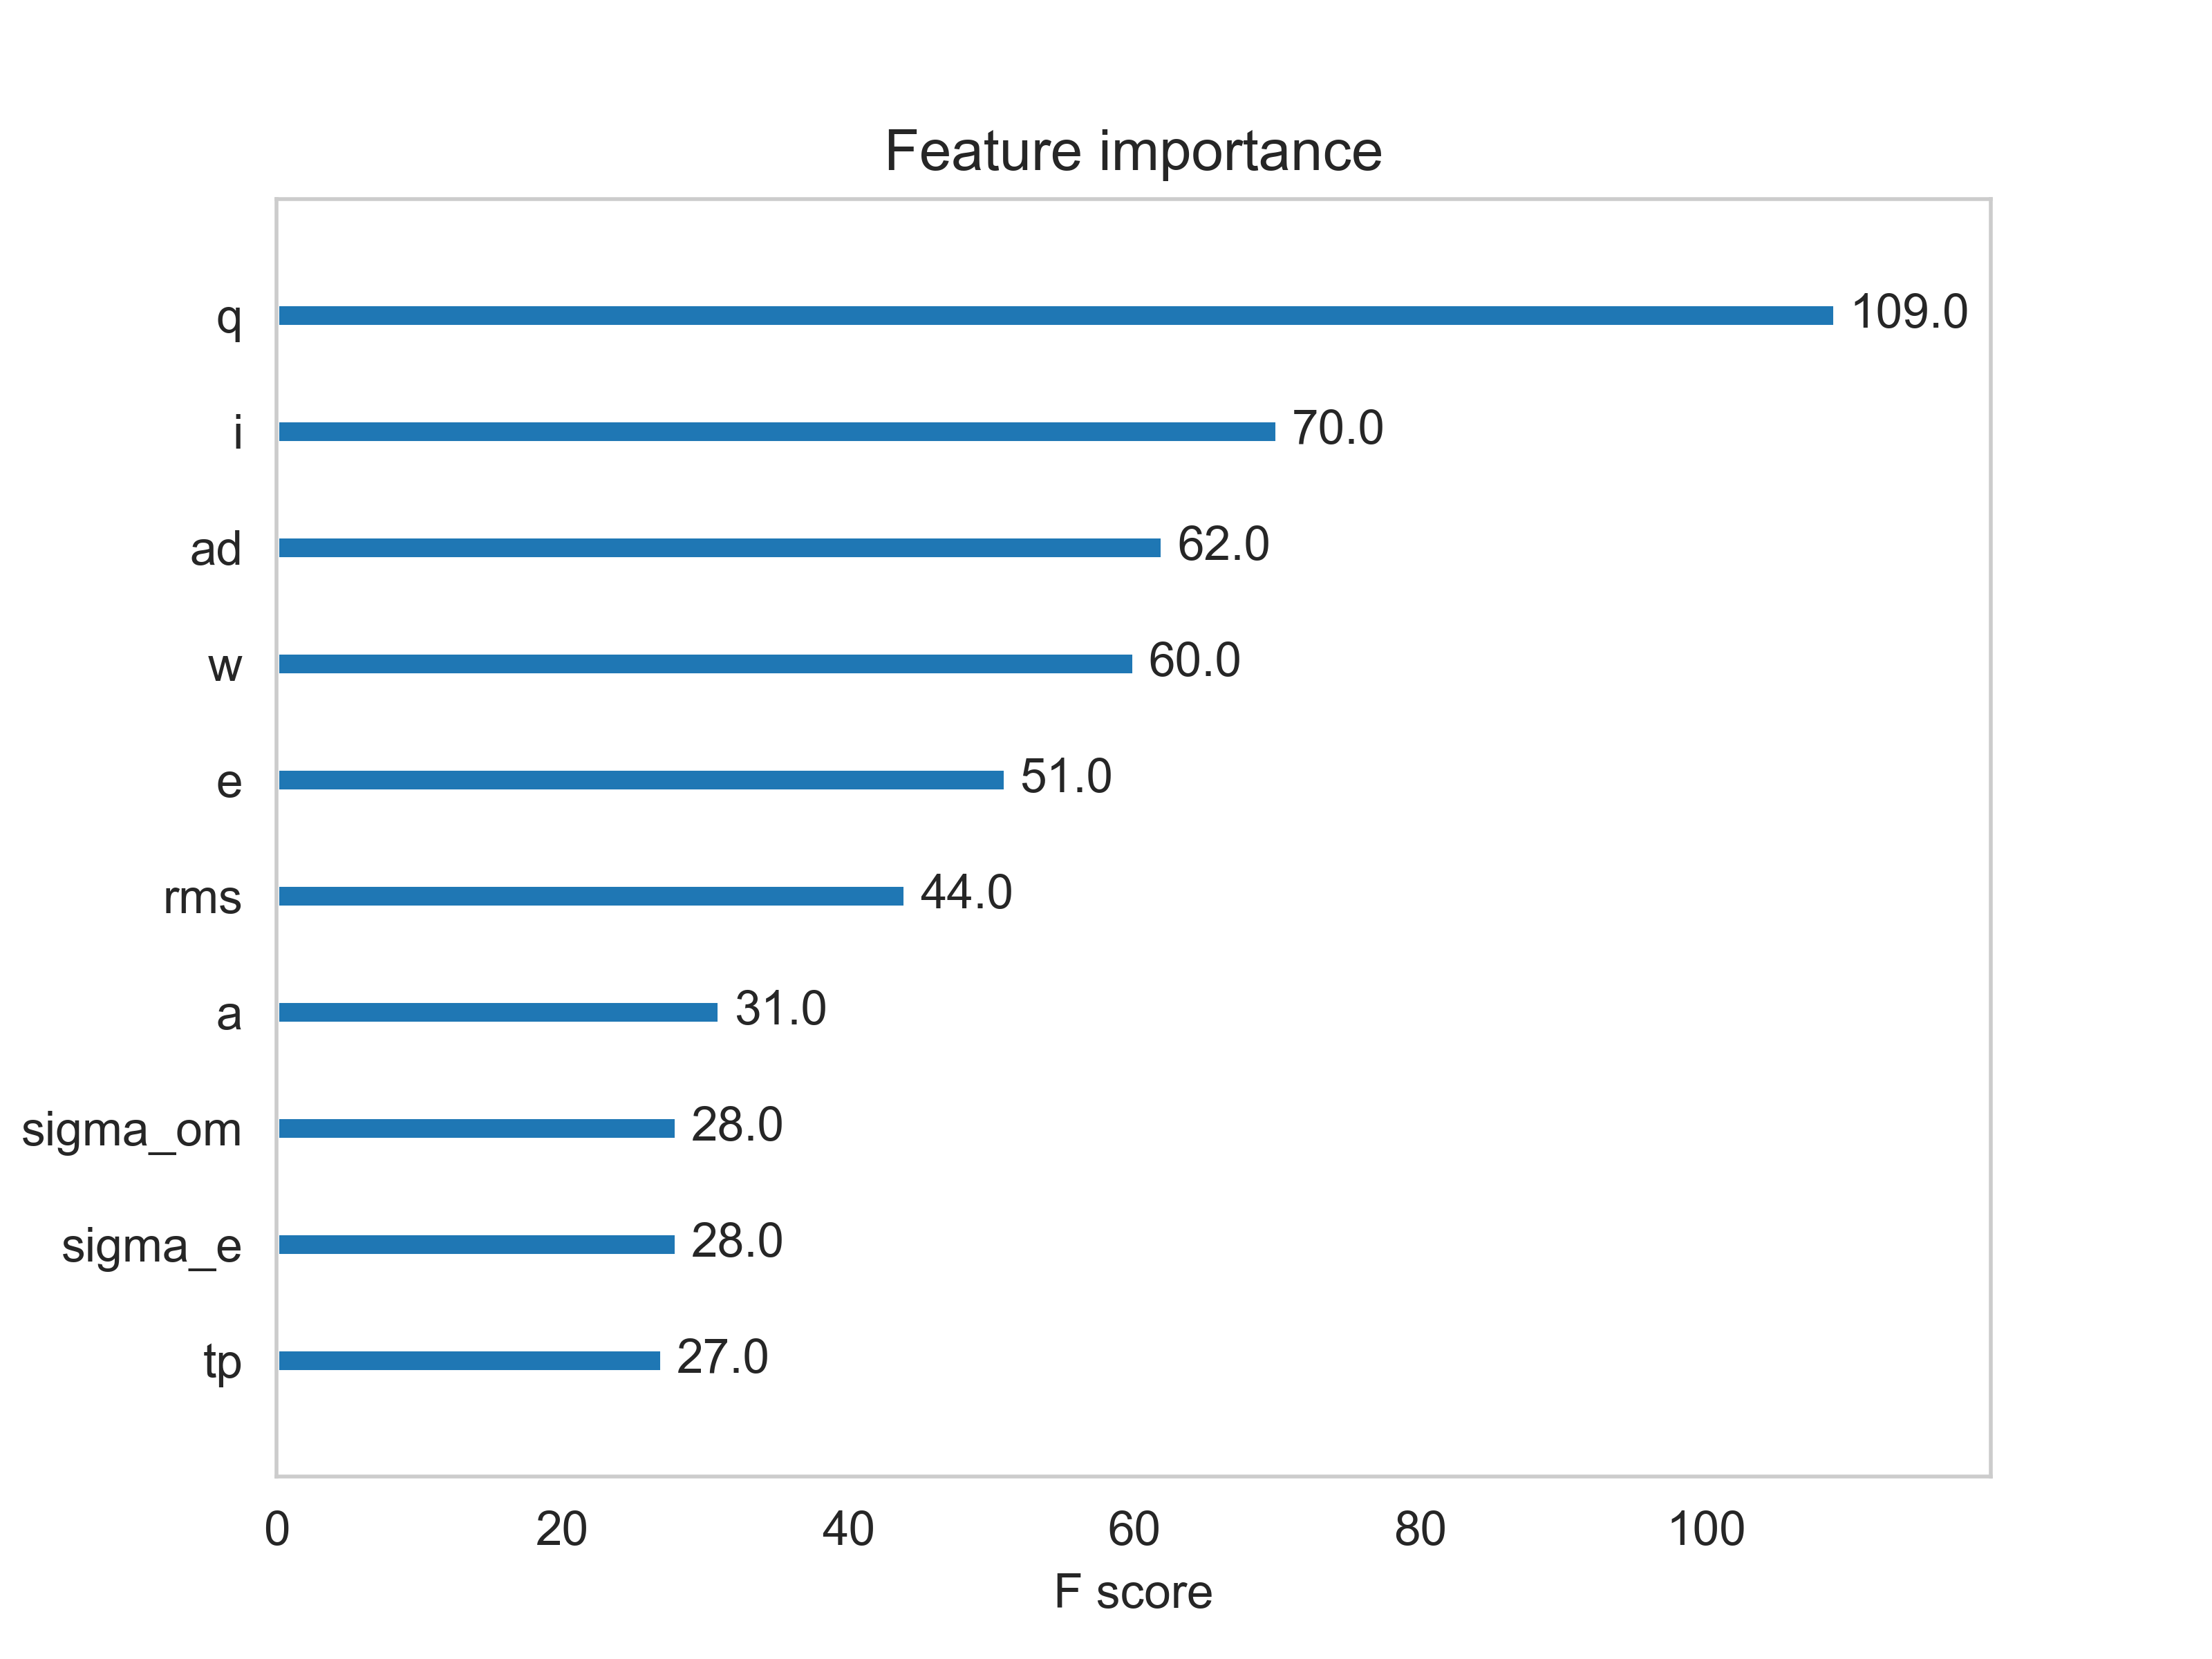 Feature importance
q 109.0
i 70.0
ad 62.0
w 60.0
e 51.0
rms 44.0
a 31.0
sigma_om 28.0
sigma_e 28.0
tp 27.0
0 20 40 60 80 100
F score